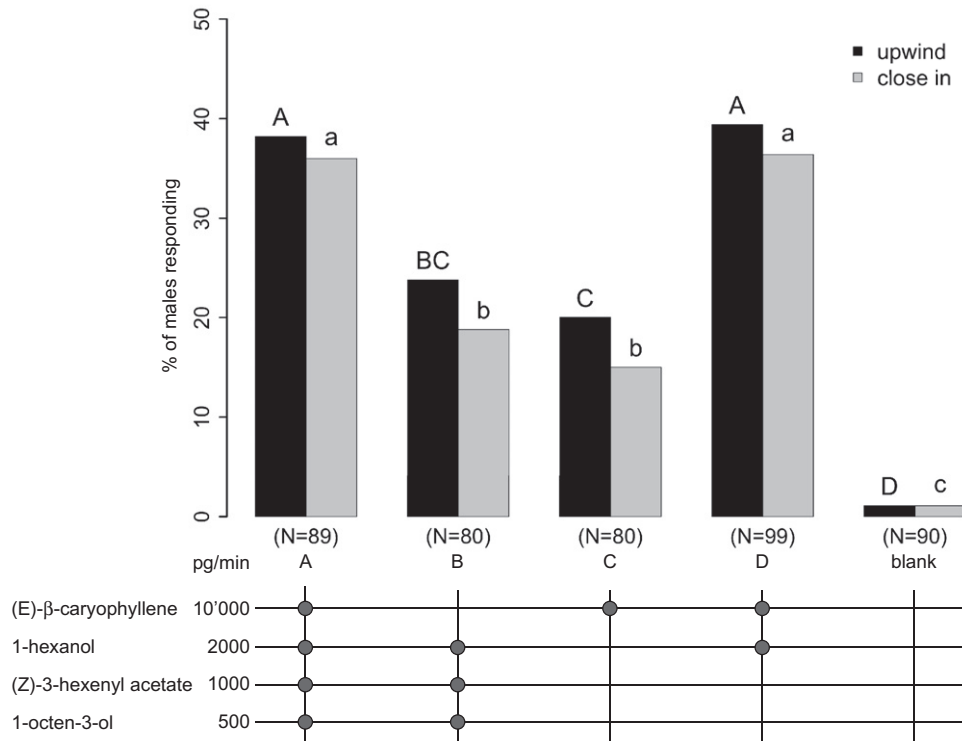 50
upwind
close in
40
30
20
10
0
% of males responding
A
a
BC
b
C
b
A
a
D
c
(N=89) (N=80) (N=80) (N=99) (N=90)
pg/min A B C D blank
(E)-β-caryophyllene 10'000
1-hexanol 2000
(Z)-3-hexenyl acetate 1000
1-octen-3-ol 500